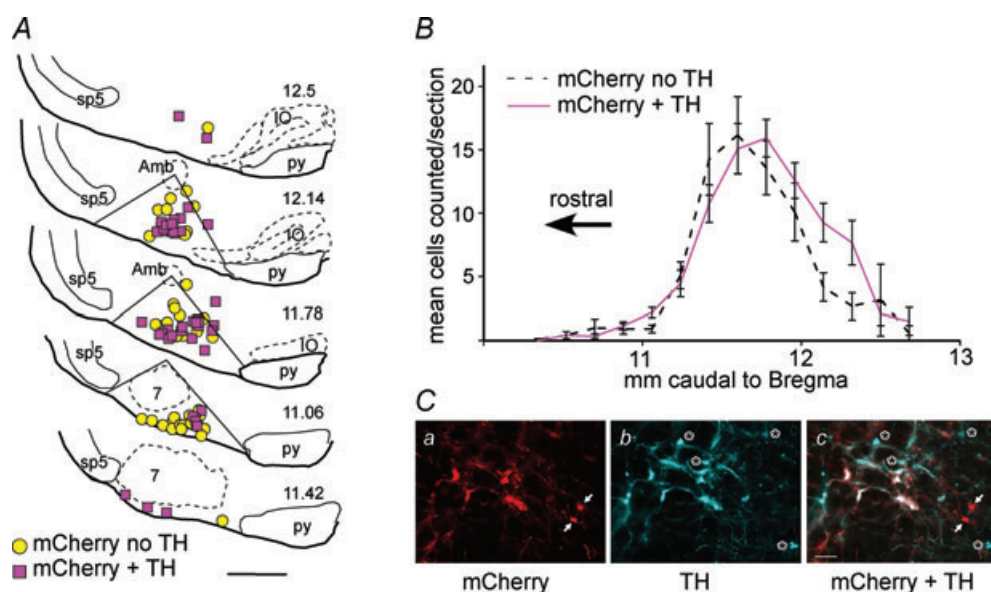 A
sp5
12.5
IO
py
Amb
sp5
12.14
IO
py
Amb
sp5
11.78
IO
py
sp5
7
11.06
py
sp5
7
11.42
py
mCherry no TH
mCherry + TH
B
mean cells counted/section
20
15
10
5
mCherry no TH
mCherry + TH
rostral
11
12
13
mm caudal to Bregma
C
a
b
c
mCherry
TH
mCherry + TH